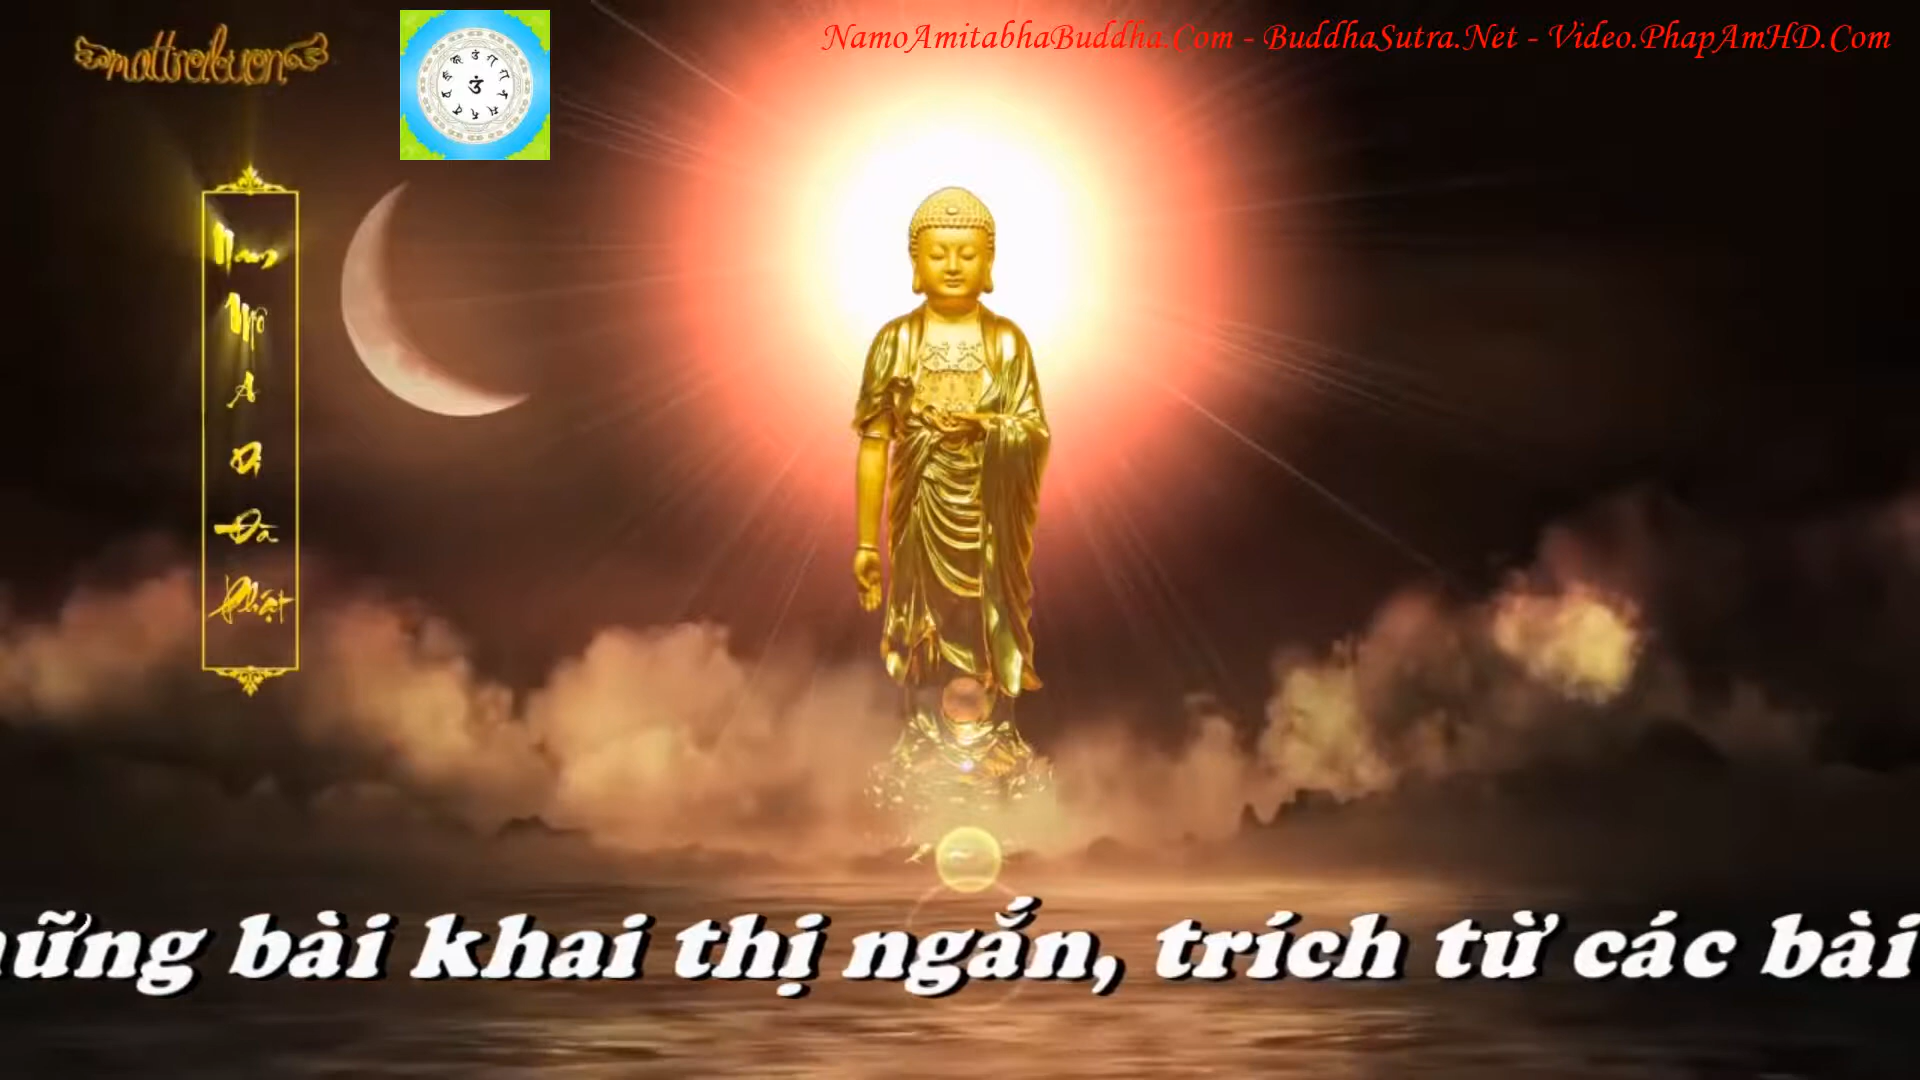 mattroibuon
NamoAmitabhaBuddha.Com - BuddhaSutra.Net - Video.PhapAmHD.Com
Nam
Mô
A
Di
Đà
Phật
ững bài khai thị ngắn, trích từ các bài